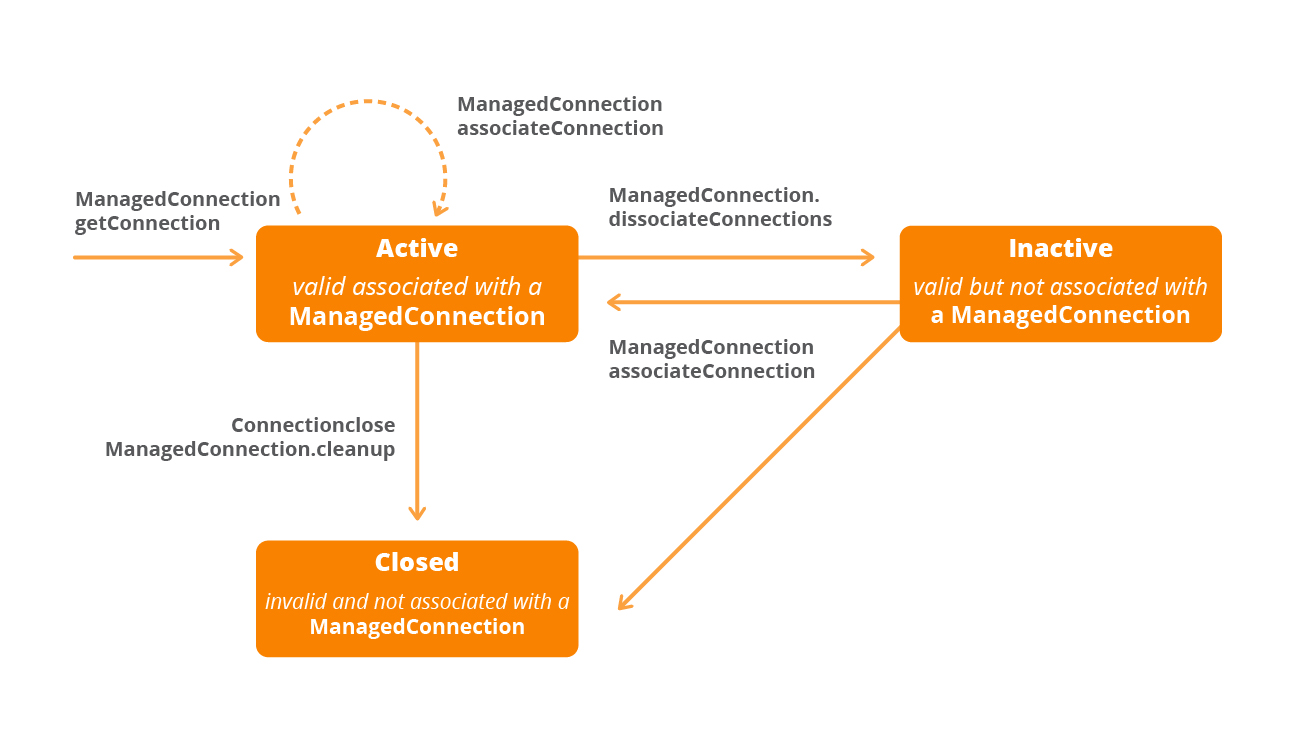 ManagedConnection
associateConnection
ManagedConnection
getConnection
ManagedConnection.
dissociateConnections
Active
valid associated with a
ManagedConnection
Inactive
valid but not associated with
a ManagedConnection
ManagedConnection
associateConnection
Connectionclose
ManagedConnection.cleanup
Closed
invalid and not associated with a
ManagedConnection